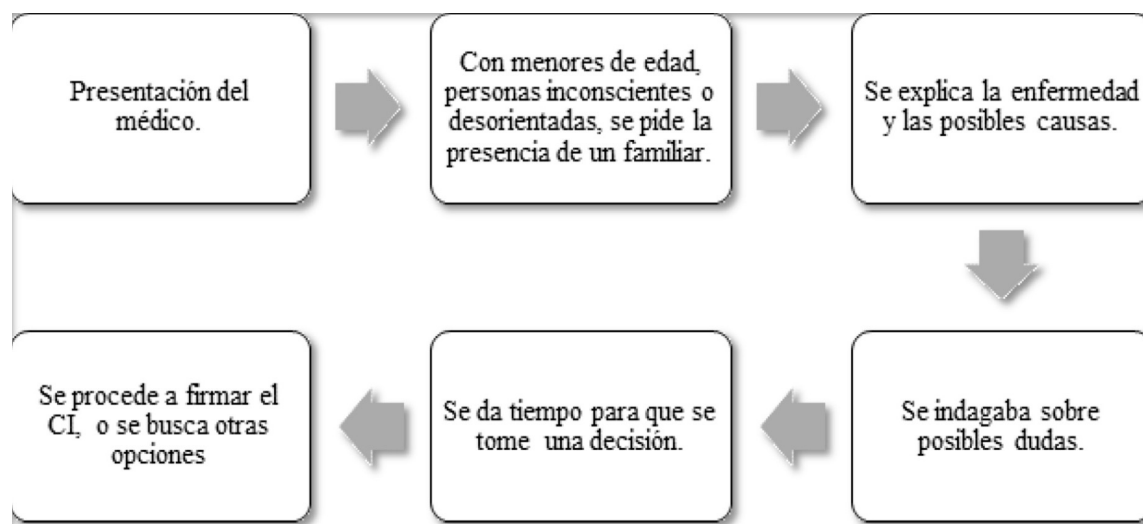 Presentación del
médico.
Con menores de edad,
personas inconscientes o
desorientadas, se pide la
presencia de un familiar.
Se explica la enfermedad
y las posibles causas.
Se indagaba sobre
posibles dudas.
Se da tiempo para que se
tome una decisión.
Se procede a firmar el
CI, o se busca otras
opciones